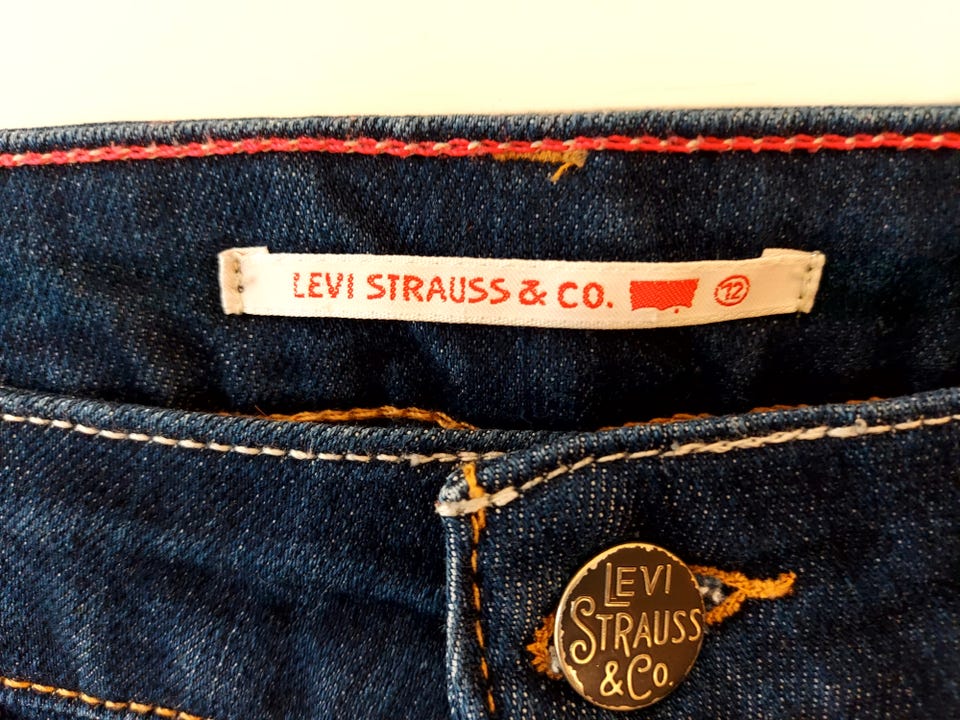 LEVI STRAUSS & CO. 12
LEVI
STRAUSS
& CO.